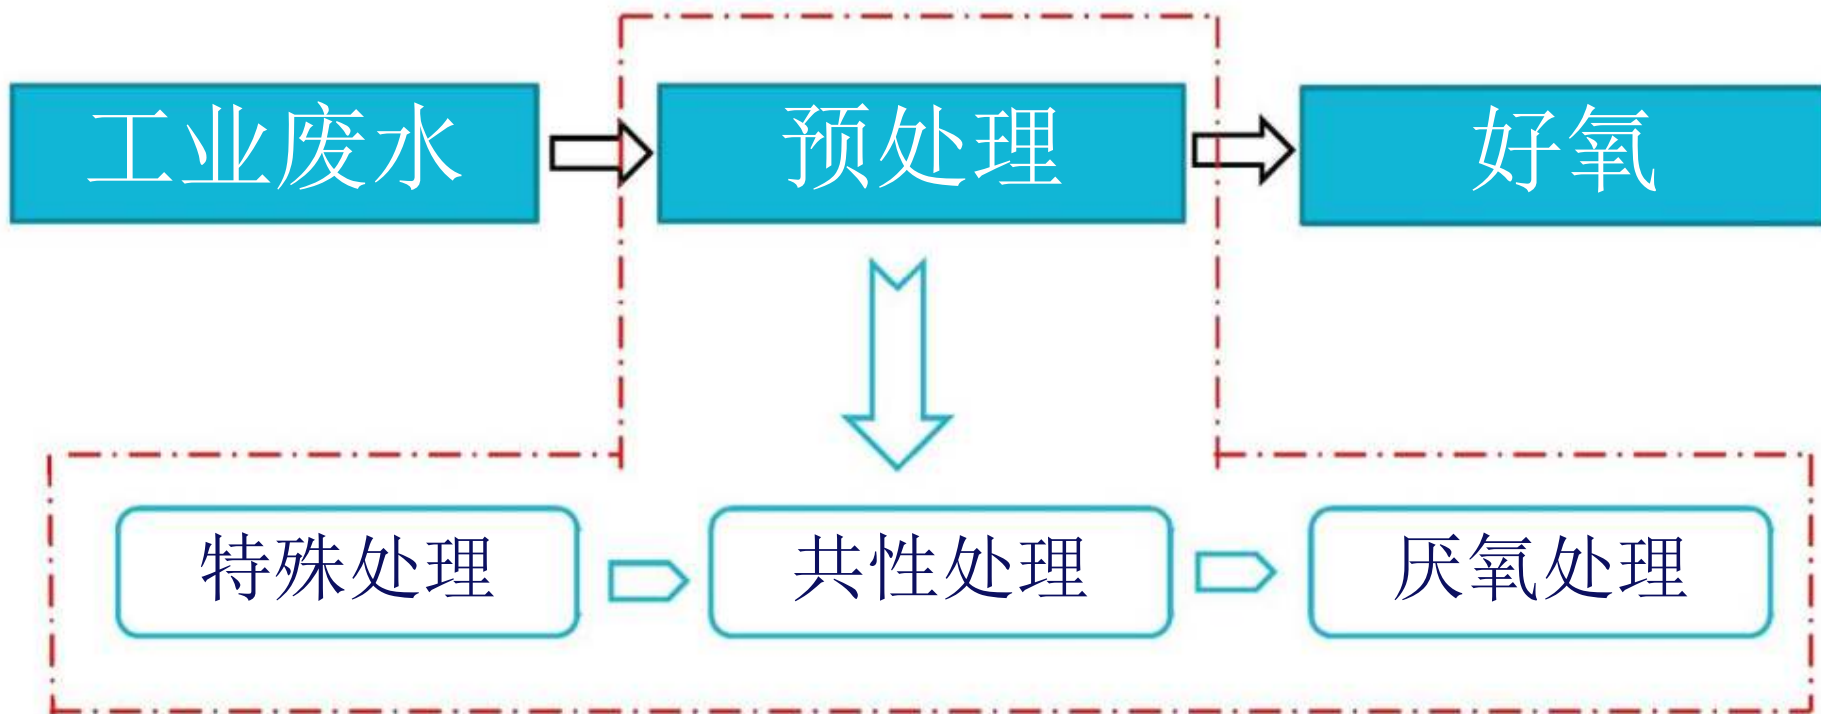 工业废水
预处理
好氧
特殊处理
共性处理
厌氧处理